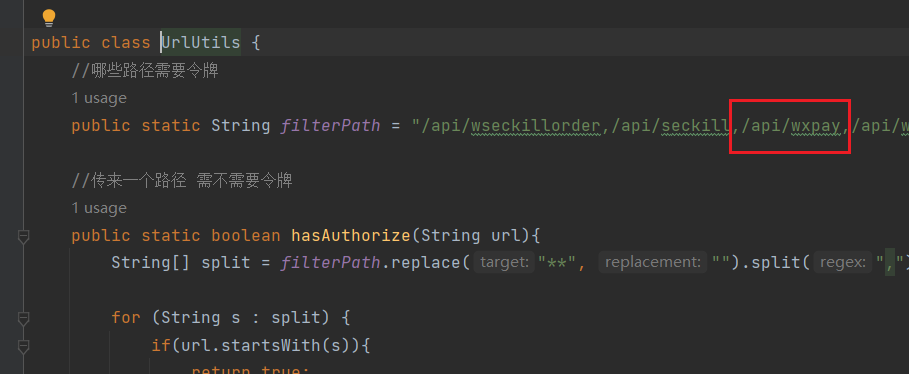 public class UrlUtils {
//哪些路径需要令牌
1 usage
public static String filterPath = "/api/wseckillorder,/api/seckill,/api/wxpay,/api/w
//传来一个路径 需不需要令牌
1 usage
public static boolean hasAuthorize(String url){
String[] split = filterPath.replace( target: "**", replacement: "").split( regex: ",")
for (String s : split) {
if(url.startsWith(s)){
return true;